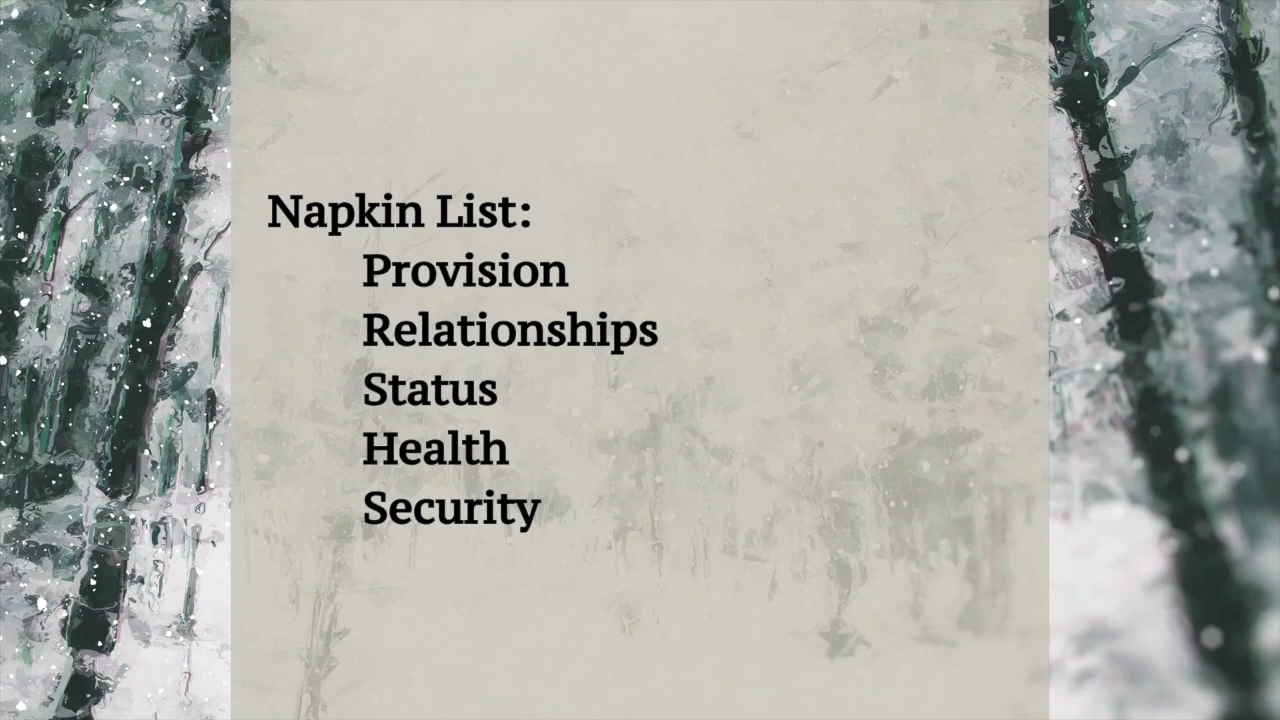 Napkin List:
Provision
Relationships
Status
Health
Security